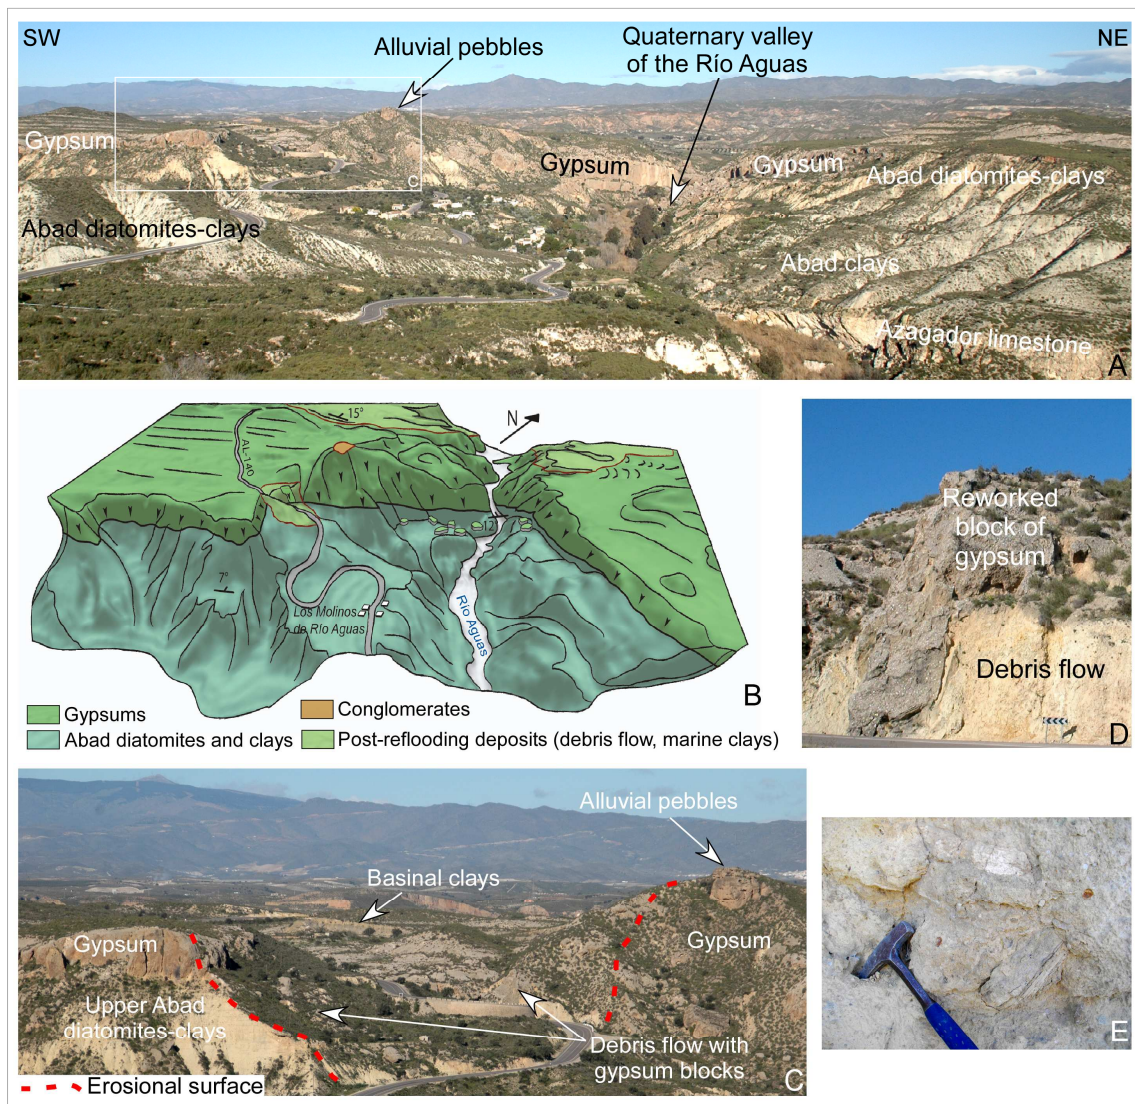 SW
NE
Alluvial pebbles
Quaternary valley
of the Río Aguas
Gypsum
C
Gypsum
Gypsum
Abad diatomites-clays
Abad diatomites-clays
Abad clays
Azagador limestone
A
15°
N
AL-140
12
7°
Los Molinos
de Río Aguas
Río Aguas
B
Gypsums
Conglomerates
Abad diatomites and clays
Post-reflooding deposits (debris flow, marine clays)
Reworked
block of
gypsum
Debris flow
D
Alluvial pebbles
Basinal clays
Gypsum
Gypsum
Upper Abad
diatomites-clays
Debris flow with
gypsum blocks
Erosional surface
C
E